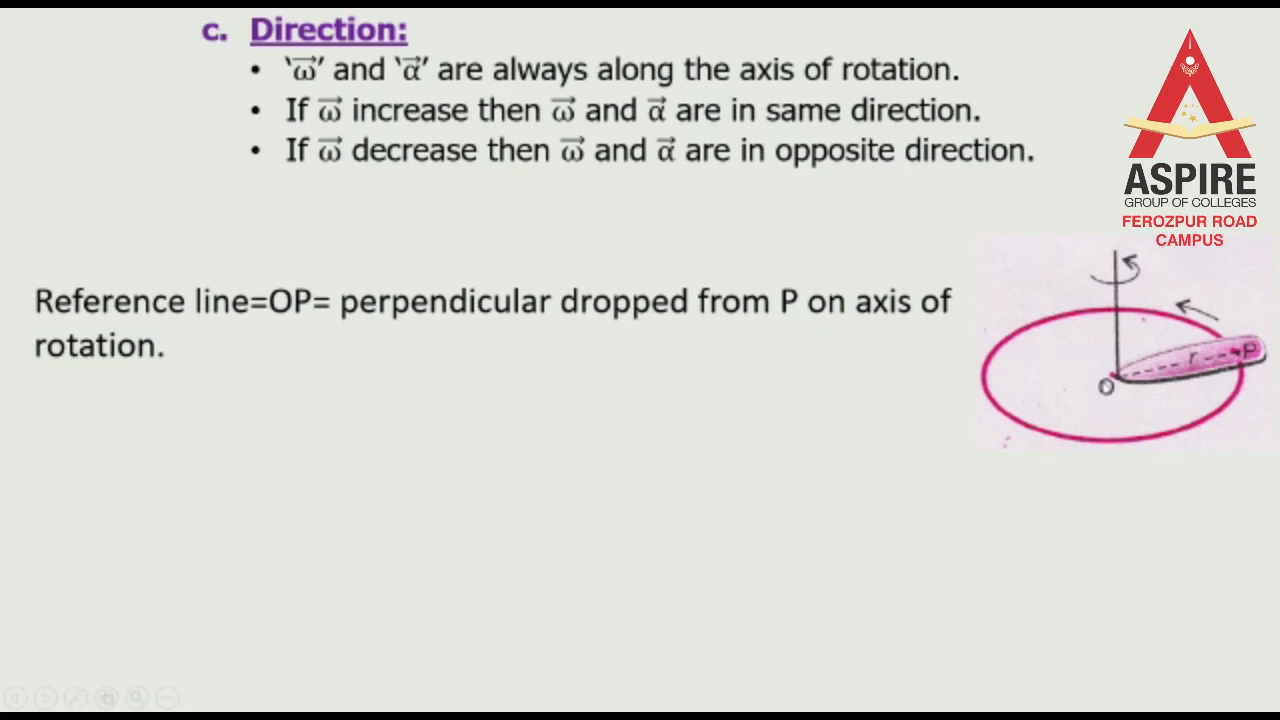 c. Direction:
• ‘ω⃗’ and ‘α⃗’ are always along the axis of rotation.
• If ω⃗ increase then ω⃗ and α⃗ are in same direction.
• If ω⃗ decrease then ω⃗ and α⃗ are in opposite direction.
ASPIRE
GROUP OF COLLEGES
FEROZPUR ROAD
CAMPUS
Reference line=OP= perpendicular dropped from P on axis of
rotation.
r P
O